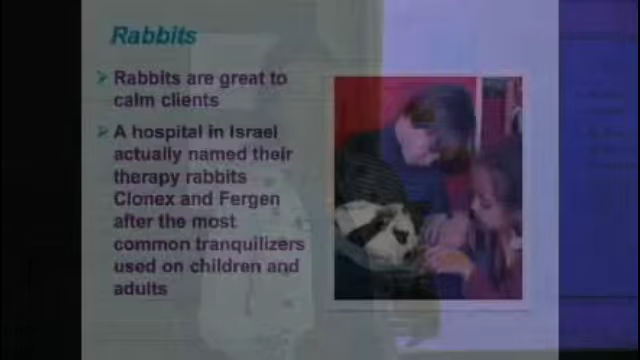 Rabbits
Rabbits are great to
calm clients
A hospital in Israel
actually named their
therapy rabbits
Clonex and Fergen
after the most
common tranquilizers
used on children and
adults